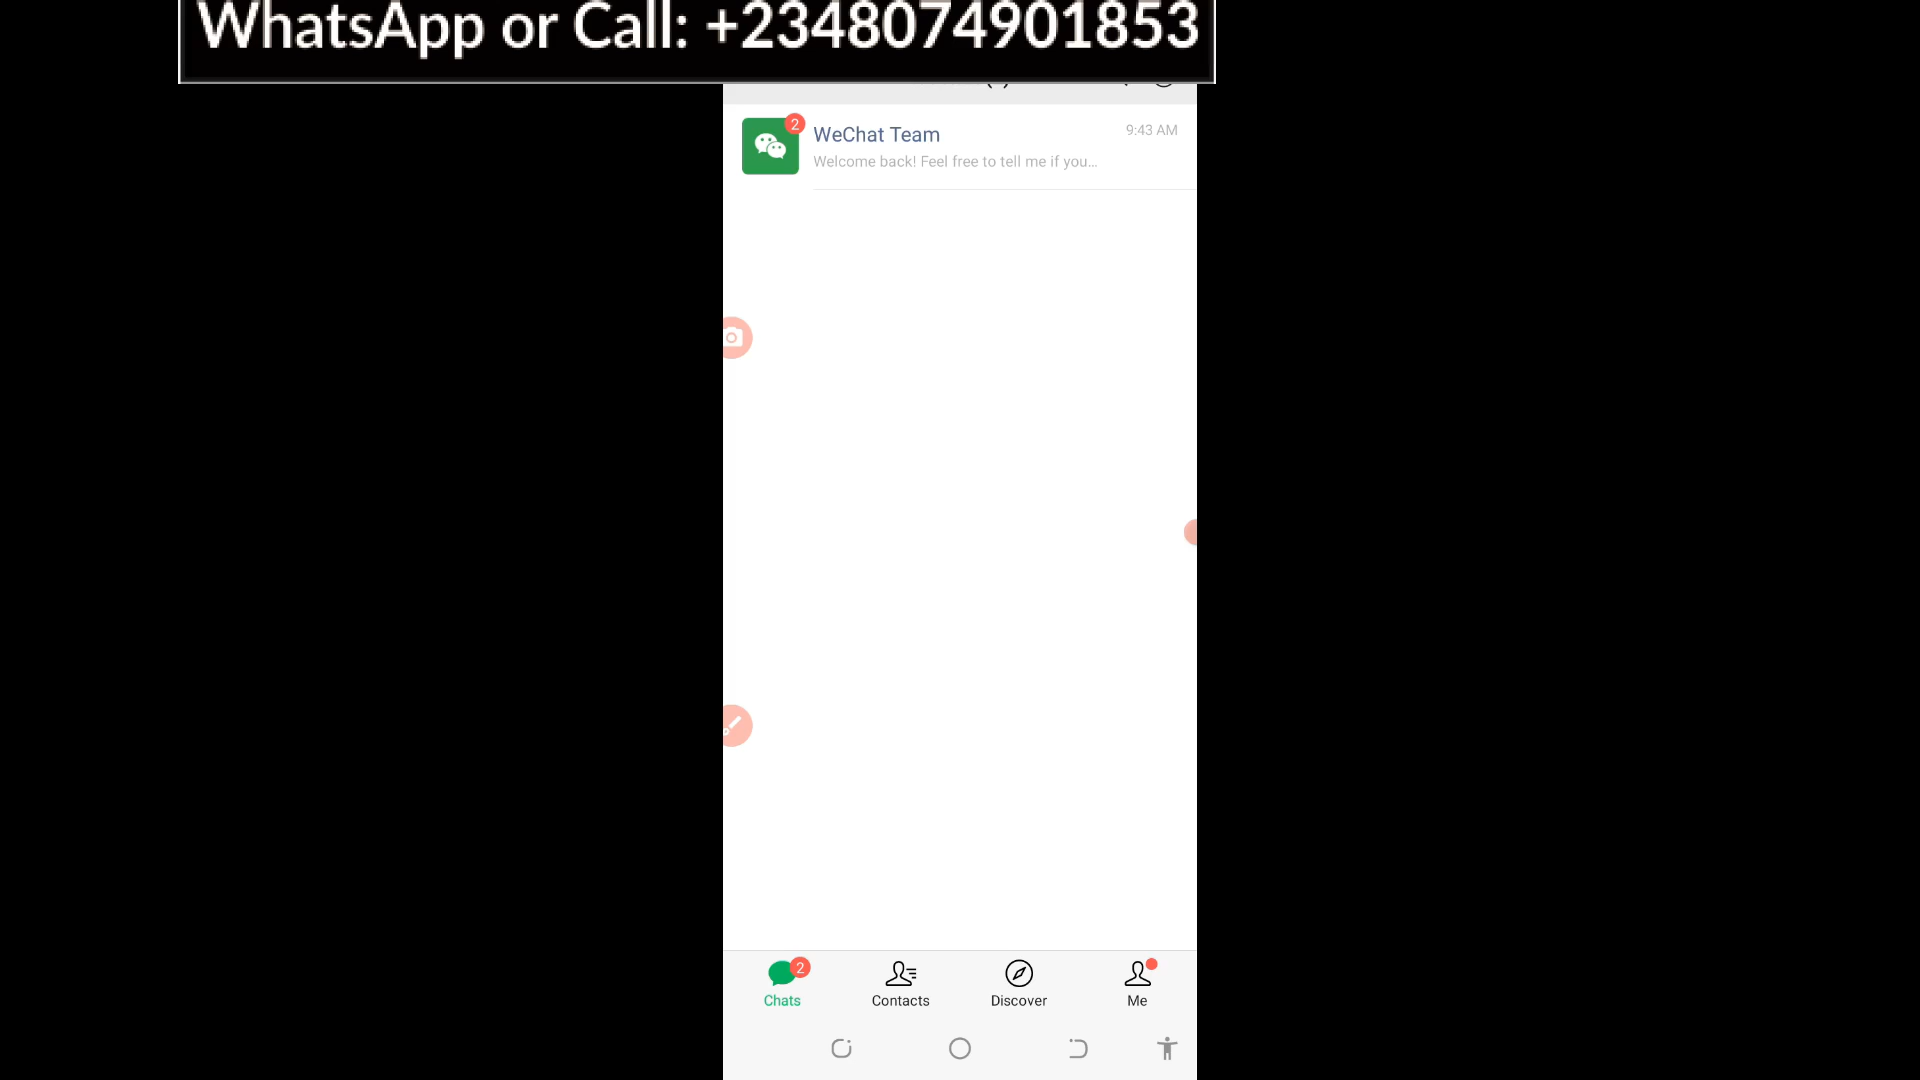 WhatsApp or Call: +2348074901853
2
WeChat Team
9:43 AM
Welcome back! Feel free to tell me if you...
2
Chats
Contacts
Discover
Me